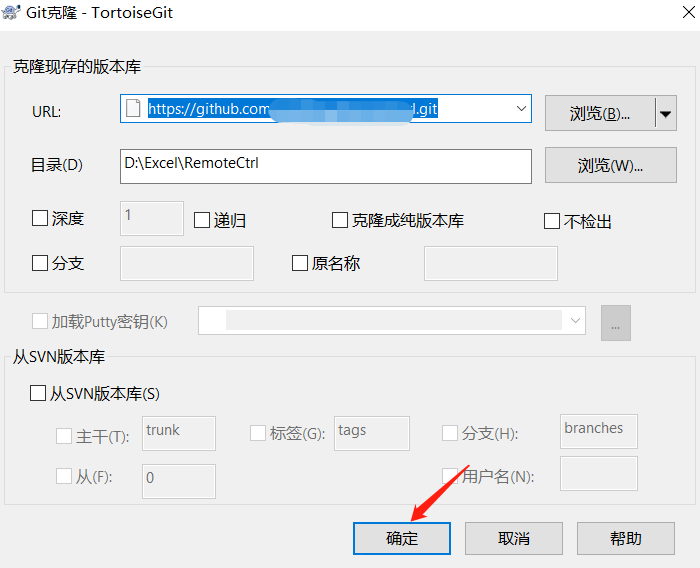 Git克隆 - TortoiseGit
克隆现存的版本库
URL: https://github.com .git 浏览(B)...
目录(D) D:\Excel\RemoteCtrl 浏览(W)...
深度 1 递归 克隆成纯版本库 不检出
分支 原名称
加载Putty密钥(K) ...
从SVN版本库
从SVN版本库(S)
主干(T): trunk 标签(G): tags 分支(H): branches
从(F): 0 用户名(N):
确定 取消 帮助